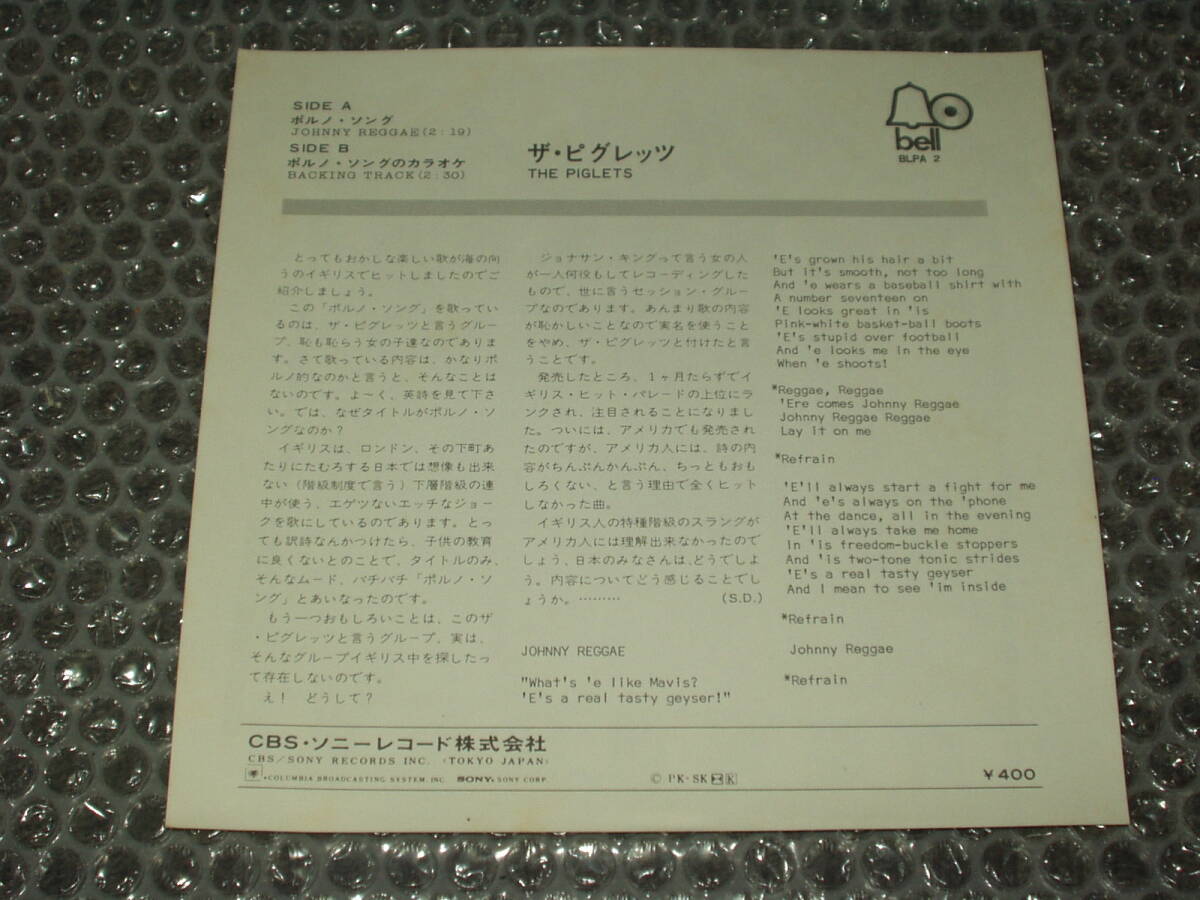 SIDE A
ポルノ・ソング
JOHNNY REGGAE(2:19)
SIDE B
ポルノ・ソングのカラオケ
BACKING TRACK(2:30)
ザ・ピグレッツ
THE PIGLETS
bell
BLPA 2
とってもおかしな楽しい歌が海の向
うのイギリスでヒットしましたのでご
紹介しましょう。
この「ポルノ・ソング」を歌ってい
るのは、ザ・ピグレッツと言うグルー
プ、恥も恥らう女の子達なのでありま
す。さて歌っている内容は、かなりポ
ルノ的なのかと言うと、そんなことは
ないのです。よ〜く、英詩を見て下さ
い。では、なぜタイトルがポルノ・ソ
ングなのか？
イギリスは、ロンドン、その下町あ
たりにたむろする日本では想像も出来
ない（階級制度で言う）下層階級の連
中が使う、エゲツないエッチなジョー
クを歌にしているのであります。とっ
ても訳詩なんかつけたら、子供の教育
に良くないとのことで、タイトルのみ、
そんなムード、バチバチ「ポルノ・ソ
ング」とあいなったのです。
もう一つおもしろいことは、このザ
・ピグレッツと言うグループ、実は、
そんなグループイギリス中を探したっ
て存在しないのです。
え！　どうして？
ジョナサン・キングって言う女の人
が一人何役もしてレコーディングした
もので、世に言うセッション・グルー
プなのであります。あんまり歌の内容
が恥かしいことなので実名を使うこと
をやめ、ザ・ピグレッツと付けたと言
うことです。
発売したところ、1ヶ月たらずでイ
ギリス・ヒット・パレードの上位にラ
ンクされ、注目されることになりまし
た。ついには、アメリカでも発売され
たのですが、アメリカ人には、詩の内
容がちんぷんかんぷん、ちっともおも
しろくない、と言う理由で全くヒット
しなかった曲。
イギリス人の特種階級のスラングが
アメリカ人には理解出来なかったので
しょう、日本のみなさんは、どうでしょ
う。内容についてどう感じることでし
ょうか。………　(S.D.)
JOHNNY REGGAE
"What's 'e like Mavis?
'E's a real tasty geyser!"
'E's grown his hair a bit
But it's smooth, not too long
And 'e wears a baseball shirt with
A number seventeen on
'E looks great in 'is
Pink-white basket-ball boots
'E's stupid over football
And 'e looks me in the eye
When 'e shoots!
*Reggae, Reggae
'Ere comes Johnny Reggae
Johnny Reggae Reggae
Lay it on me
*Refrain
'E'll always start a fight for me
And 'e's always on the 'phone
At the dance, all in the evening
'E'll always take me home
In 'is freedom-buckle stoppers
And 'is two-tone tonic strides
'E's a real tasty geyser
And I mean to see 'im inside
*Refrain
Johnny Reggae
*Refrain
CBS・ソニーレコード株式会社
CBS/SONY RECORDS INC. (TOKYO JAPAN)
COLUMBIA BROADCASTING SYSTEM, INC. SONY: SONY CORP.
© PK・SK K
￥400